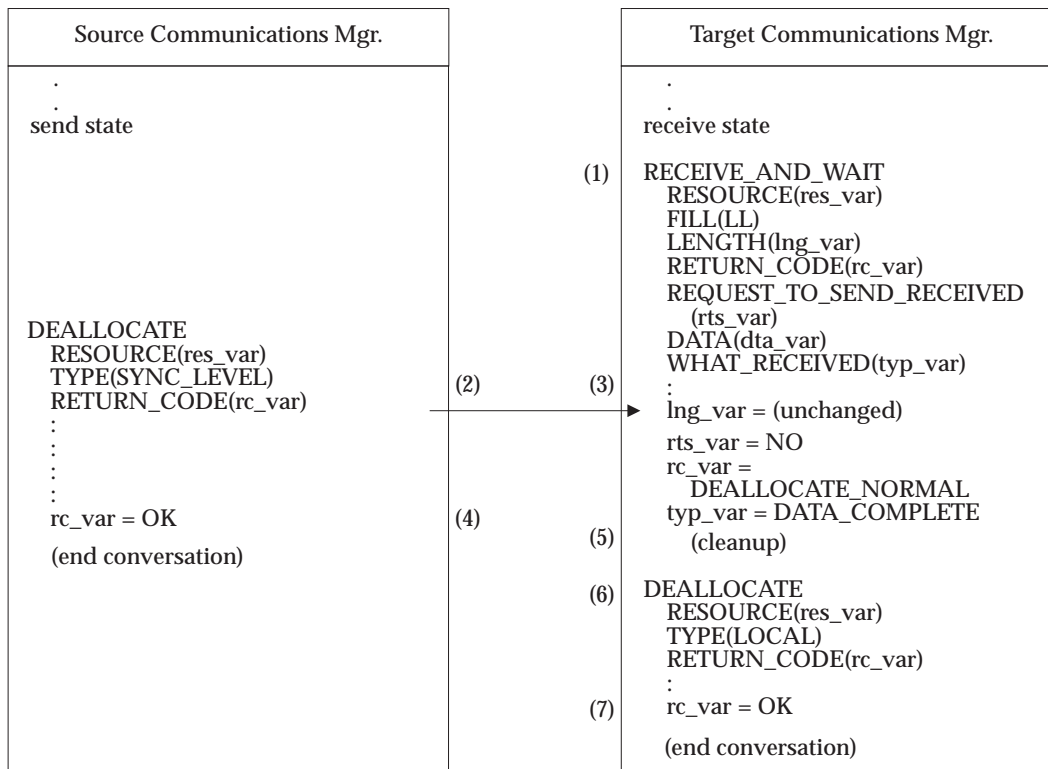 Source Communications Mgr.
.
.
send state
DEALLOCATE
RESOURCE(res_var)
TYPE(SYNC_LEVEL)
RETURN_CODE(rc_var)
:
:
:
:
rc_var = OK
(end conversation)
(2)
(4)
(1)
(3)
(5)
(6)
(7)
Target Communications Mgr.
.
.
receive state
RECEIVE_AND_WAIT
RESOURCE(res_var)
FILL(LL)
LENGTH(lng_var)
RETURN_CODE(rc_var)
REQUEST_TO_SEND_RECEIVED
(rts_var)
DATA(dta_var)
WHAT_RECEIVED(typ_var)
:
lng_var = (unchanged)
rts_var = NO
rc_var =
DEALLOCATE_NORMAL
typ_var = DATA_COMPLETE
(cleanup)
DEALLOCATE
RESOURCE(res_var)
TYPE(LOCAL)
RETURN_CODE(rc_var)
:
rc_var = OK
(end conversation)